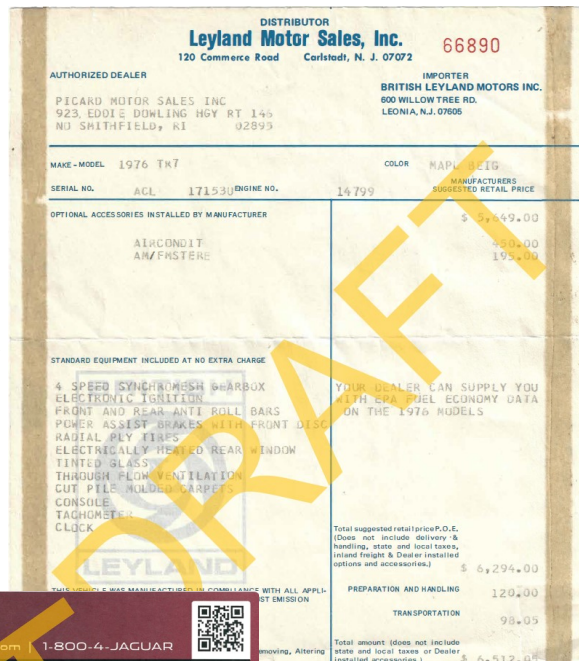 DISTRIBUTOR
Leyland Motor Sales, Inc.
66890
120 Commerce Road Carlstadt, N. J. 07072
AUTHORIZED DEALER
IMPORTER
BRITISH LEYLAND MOTORS INC.
600 WILLOW TREE RD.
LEONIA, N.J. 07605
PICARD MOTOR SALES INC
923, EDDIE DOWLING HGY RT 146
NO SMITHFIELD, RI 02895
MAKE - MODEL 1976 TR7
COLOR MAPL BEIG
SERIAL NO. ACL 17153U ENGINE NO. 14799
MANUFACTURERS
SUGGESTED RETAIL PRICE
OPTIONAL ACCESSORIES INSTALLED BY MANUFACTURER
$ 5,649.00
AIRCONDIT 450.00
AM/FMSTERE 195.00
STANDARD EQUIPMENT INCLUDED AT NO EXTRA CHARGE
4 SPEED SYNCHROMESH GEARBOX
ELECTRONIC IGNITION
FRONT AND REAR ANTI ROLL BARS
POWER ASSIST BRAKES WITH FRONT DISC
RADIAL PLY TIRES
ELECTRICALLY HEATED REAR WINDOW
TINTED GLASS
THROUGH FLOW VENTILATION
CUT PILE MOLDED CARPETS
CONSOLE
TACHOMETER
CLOCK
YOUR DEALER CAN SUPPLY YOU
WITH EPA FUEL ECONOMY DATA
ON THE 1976 MODELS
LEYLAND
Total suggested retail price P.O.E.
(Does not include delivery &
handling, state and local taxes,
inland freight & Dealer installed
options and accessories.)
$ 6,294.00
THIS VEHICLE WAS MANUFACTURED IN COMPLIANCE WITH ALL APPLI-
EMISSION
PREPARATION AND HANDLING 120.00
TRANSPORTATION 98.05
om | 1-800-4-JAGUAR
emoving, Altering
Total amount (does not include
state and local taxes or Dealer
installed accessories.)
$ 6,512.05
DRAFT